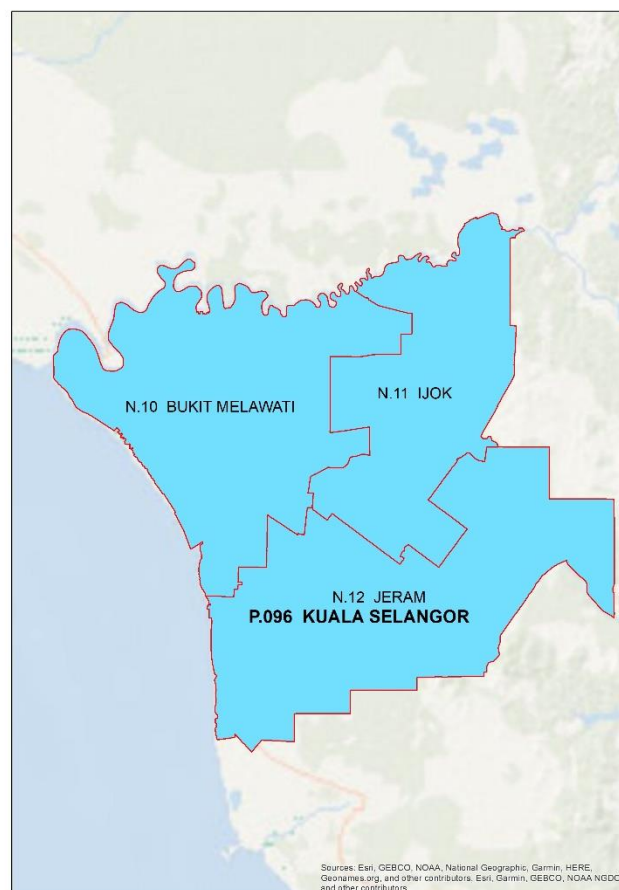 N.10 BUKIT MELAWATI
N.11 IJOK
N.12 JERAM
P.096 KUALA SELANGOR
Sources: Esri, GEBCO, NOAA, National Geographic, Garmin, HERE,
Geonames.org, and other contributors. Esri, Garmin, GEBCO, NOAA NGDC,
and other contributors